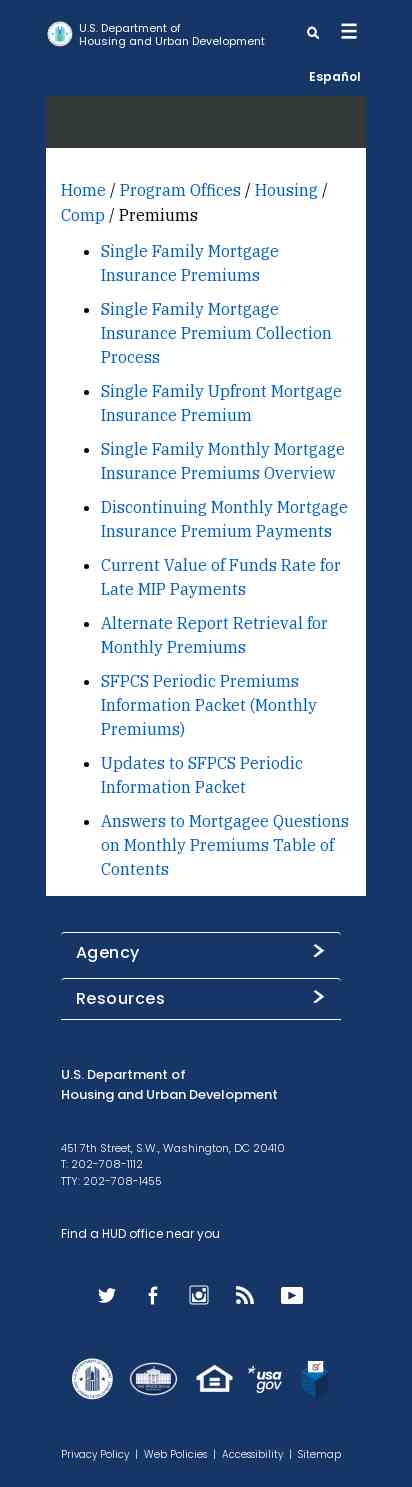 U.S. Department of
Housing and Urban Development
Español
Home / Program Offices / Housing /
Comp / Premiums
Single Family Mortgage
Insurance Premiums
Single Family Mortgage
Insurance Premium Collection
Process
Single Family Upfront Mortgage
Insurance Premium
Single Family Monthly Mortgage
Insurance Premiums Overview
Discontinuing Monthly Mortgage
Insurance Premium Payments
Current Value of Funds Rate for
Late MIP Payments
Alternate Report Retrieval for
Monthly Premiums
SFPCS Periodic Premiums
Information Packet (Monthly
Premiums)
Updates to SFPCS Periodic
Information Packet
Answers to Mortgagee Questions
on Monthly Premiums Table of
Contents
Agency
Resources
U.S. Department of
Housing and Urban Development
451 7th Street, S.W., Washington, DC 20410
T: 202-708-1112
TTY: 202-708-1455
Find a HUD office near you
usa
gov
Privacy Policy | Web Policies | Accessibility | Sitemap